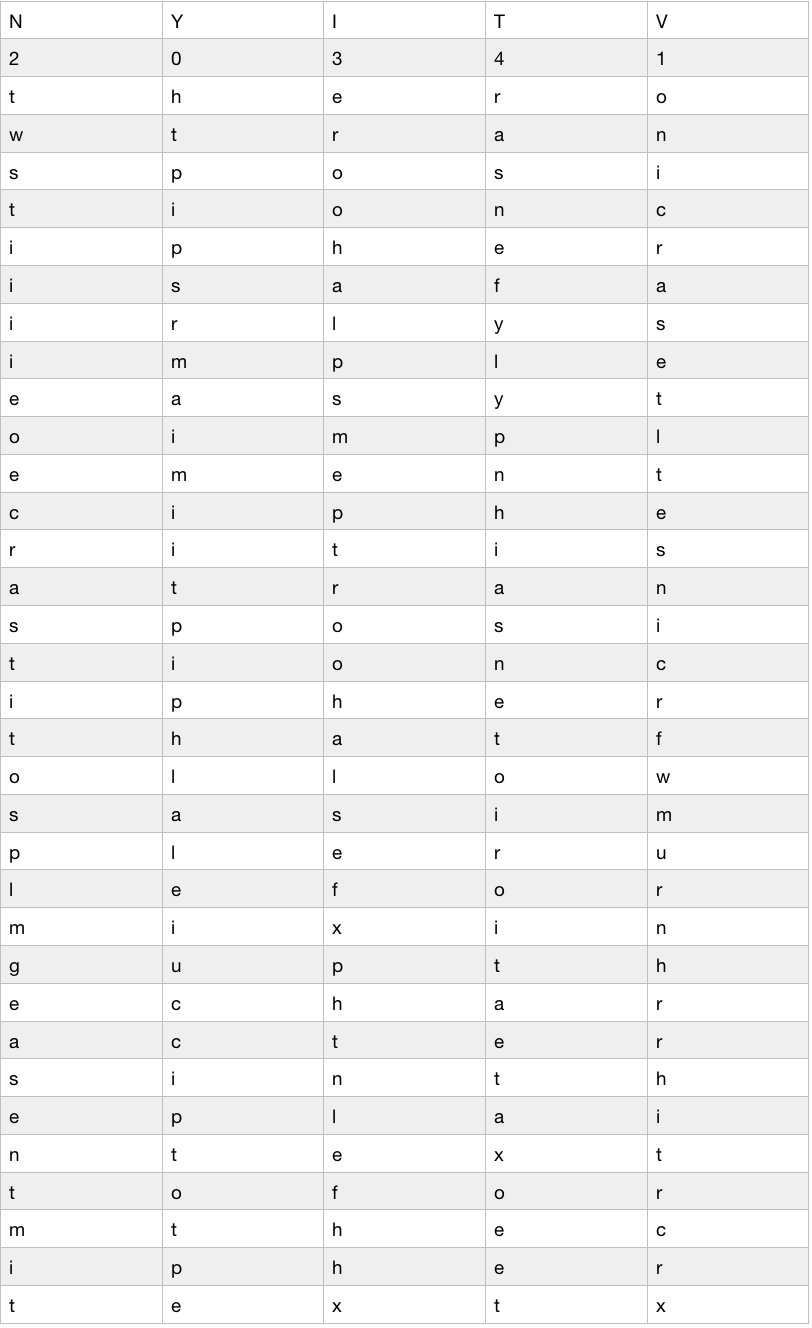 N Y I T V
2 0 3 4 1
t h e r o
w t r a n
s p o s i
t i o n c
i p h e r
i s a f a
i r l y s
i m p l e
e a s y t
o i m p l
e m e n t
c i p h e
r i t i s
a t r a n
s p o s i
t i o n c
i p h e r
t h a t f
o l l o w
s a s i m
p l e r u
l e f o r
m i x i n
g u p t h
e c h a r
a c t e r
s i n t h
e p l a i
n t e x t
t o f o r
m t h e c
i p h e r
t e x t x